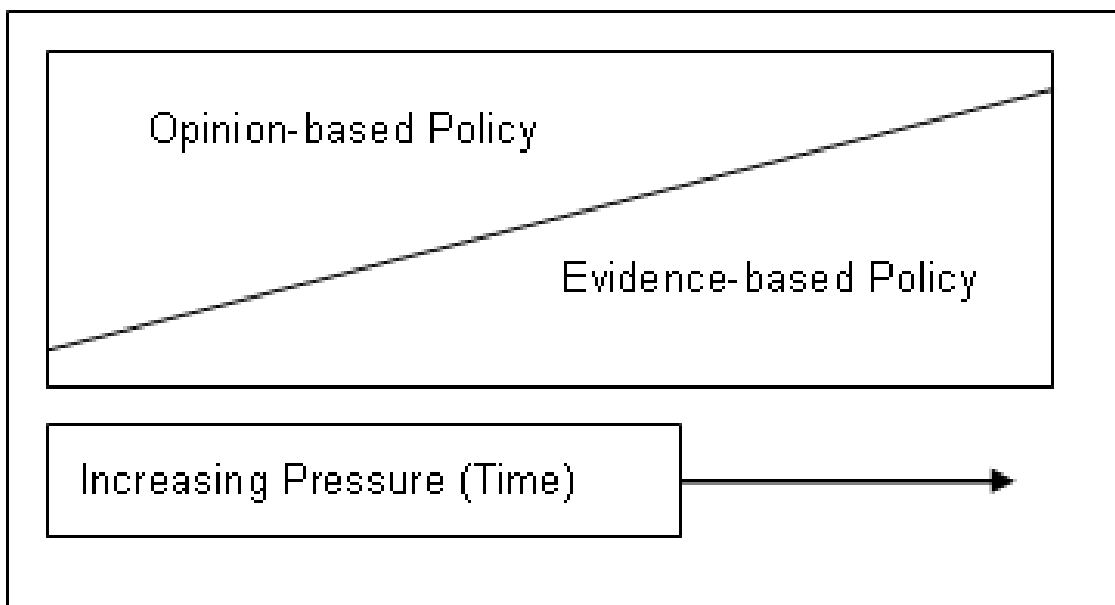 Opinion-based Policy
Evidence-based Policy
Increasing Pressure (Time)